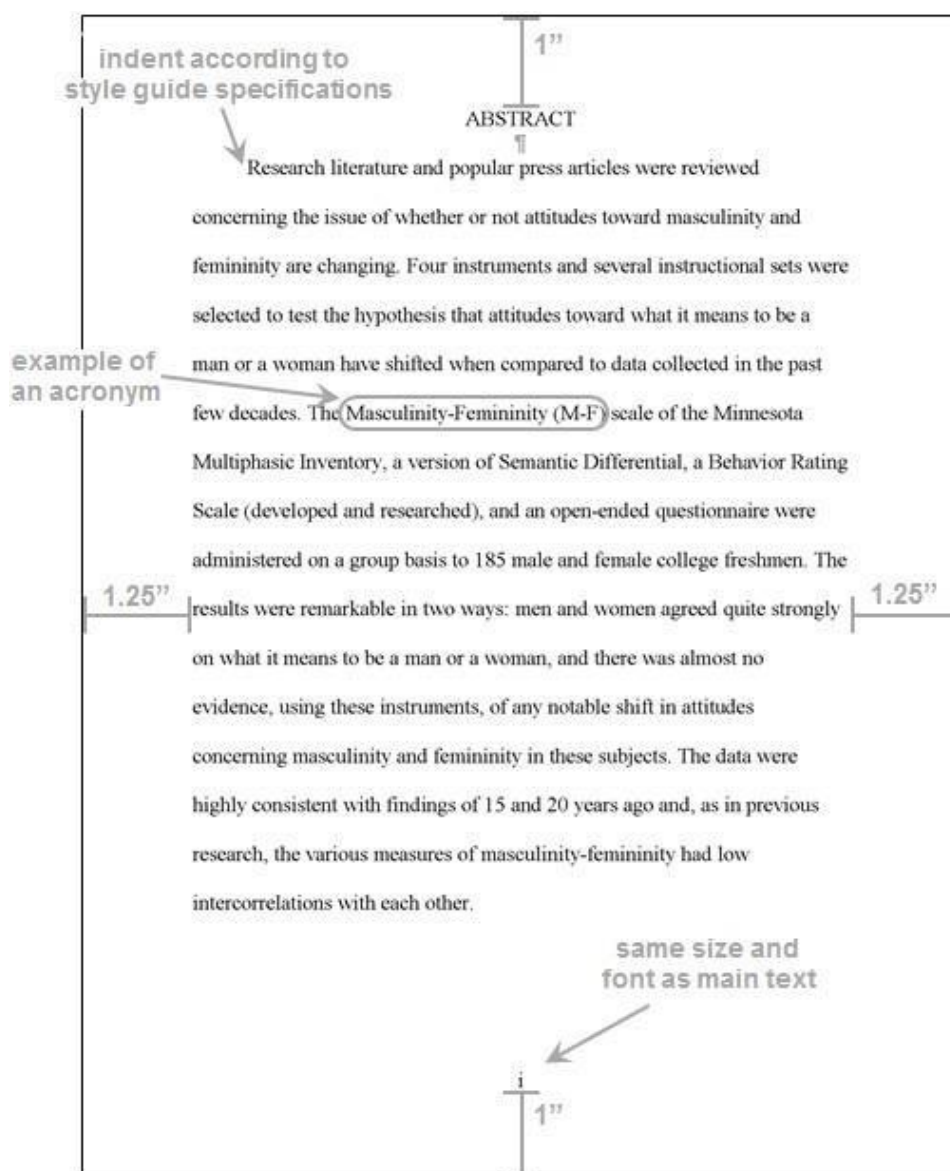 1”
indent according to
style guide specifications
ABSTRACT
¶
Research literature and popular press articles were reviewed
concerning the issue of whether or not attitudes toward masculinity and
femininity are changing. Four instruments and several instructional sets were
selected to test the hypothesis that attitudes toward what it means to be a
example of
an acronym
man or a woman have shifted when compared to data collected in the past
few decades. The Masculinity-Femininity (M-F) scale of the Minnesota
Multiphasic Inventory, a version of Semantic Differential, a Behavior Rating
Scale (developed and researched), and an open-ended questionnaire were
administered on a group basis to 185 male and female college freshmen. The
1.25”
results were remarkable in two ways: men and women agreed quite strongly
1.25”
on what it means to be a man or a woman, and there was almost no
evidence, using these instruments, of any notable shift in attitudes
concerning masculinity and femininity in these subjects. The data were
highly consistent with findings of 15 and 20 years ago and, as in previous
research, the various measures of masculinity-femininity had low
intercorrelations with each other.
same size and
font as main text
i
1”